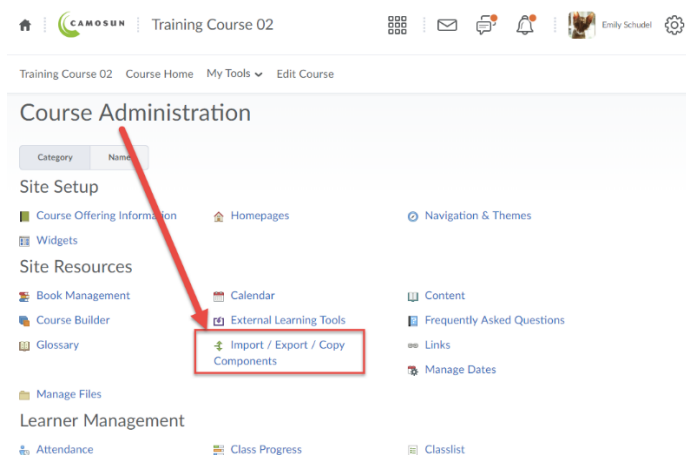 CAMOSUN
Training Course 02
Emily Schudel
Training Course 02 Course Home My Tools Edit Course
Course Administration
Category Name
Site Setup
Course Offering Information Homepages Navigation & Themes
Widgets
Site Resources
Book Management Calendar Content
Course Builder External Learning Tools Frequently Asked Questions
Glossary Import / Export / Copy Links
Components
Manage Dates
Manage Files
Learner Management
Attendance Class Progress Classlist